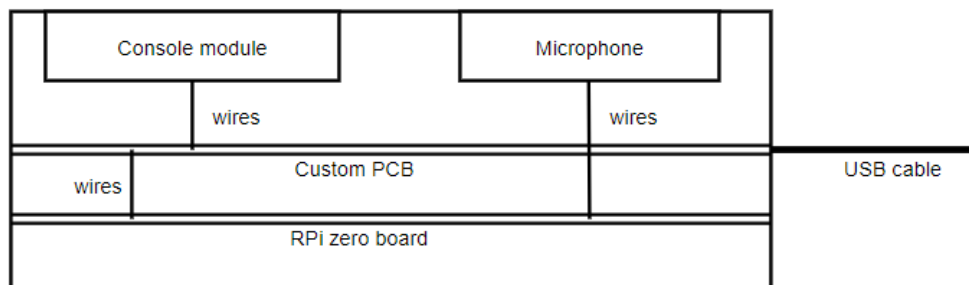 Console module
Microphone
wires
wires
Custom PCB
USB cable
wires
RPi zero board